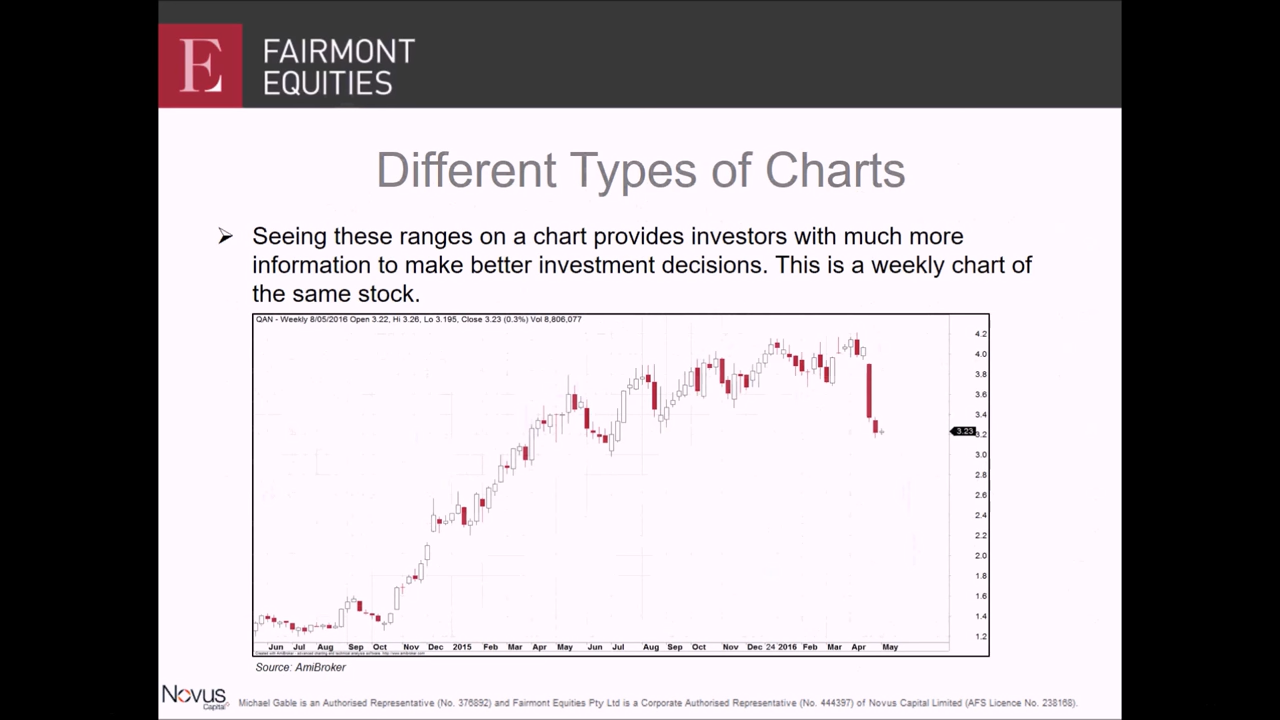 FAIRMONT
EQUITIES
Different Types of Charts
Seeing these ranges on a chart provides investors with much more
information to make better investment decisions. This is a weekly chart of
the same stock.
QAN - Weekly 8/05/2016 Open 3.22, Hi 3.26, Lo 3.195, Close 3.23 (0.3%) Vol 8,806,077
4.2
4.0
3.8
3.6
3.4
3.23
3.2
3.0
2.8
2.6
2.4
2.2
2.0
1.8
1.6
1.4
1.2
Jun Jul Aug Sep Oct Nov Dec 2015 Feb Mar Apr May Jun Jul Aug Sep Oct Nov Dec 24 2016 Feb Mar Apr May
Source: AmiBroker
Novus
Capital
Michael Gable is an Authorised Representative (No. 376892) and Fairmont Equities Pty Ltd is a Corporate Authorised Representative (No. 444397) of Novus Capital Limited (AFS Licence No. 238168).